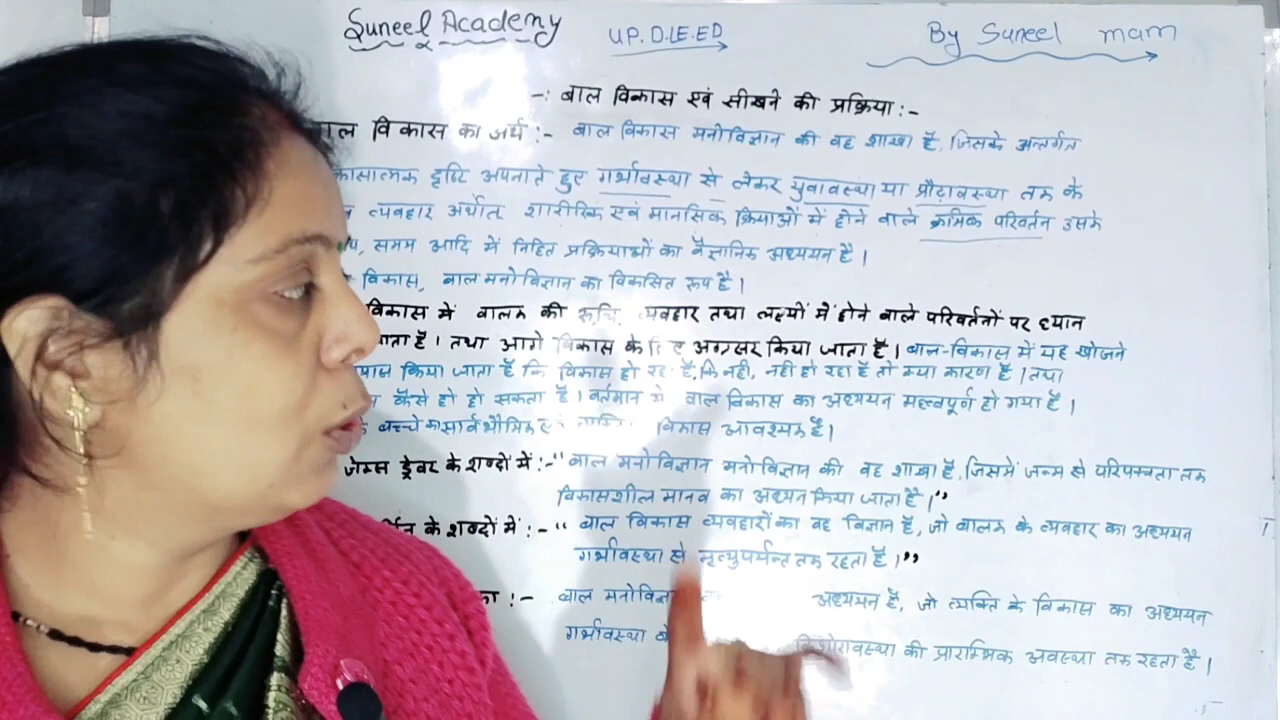 Suneel Academy UP. D.LE.ED By Suneel mam
-: बाल विकास एवं सीखने की प्रक्रिया :-
विकास का अर्थ :- बाल विकास मनोविज्ञान की वह शाखा है, जिसके अन्तर्गत
दृष्टि अपनाते हुए गर्भावस्था से लेकर युवावस्था या प्रौढ़ावस्था तक के
व्यवहार अर्थात् शारीरिक एवं मानसिक क्रियाओं में होने वाले क्रमिक परिवर्तन उसके
समय आदि में निहित प्रक्रियाओं का वैज्ञानिक अध्ययन है।
विकास, बाल मनोविज्ञान का विकसित रूप है।
विकास में बालक की रूचि, व्यवहार तथा लक्ष्यों में होने वाले परिवर्तनों पर ध्यान
है। तथा आगे विकास के लिए अग्रसर किया जाता है। बाल-विकास में यह खोजने
किया जाता है कि विकास हो रहा है, कि नहीं, नहीं हो रहा है तो क्या कारण है। तथा
कैसे हो हो सकता है। वर्तमान में बाल विकास का अध्ययन महत्वपूर्ण हो गया है।
बच्चे का सार्वभौमिक विकास आवश्यक है।
जेम्स ड्रेवर के शब्दों में :- "बाल मनोविज्ञान मनोविज्ञान की वह शाखा है, जिसमें जन्म से परिपक्वता तक
विकासशील मानव का अध्यन किया जाता है।"
के शब्दों में :- "बाल विकास व्यवहारों का वह विज्ञान है, जो बालक के व्यवहार का अध्ययन
गर्भावस्था से मृत्युपर्यन्त तक रहता है।"
:- बाल अध्ययन है, जो व्यक्ति के विकास का अध्ययन
गर्भावस्था किशोरावस्था की प्रारम्भिक अवस्था तक रहता है।